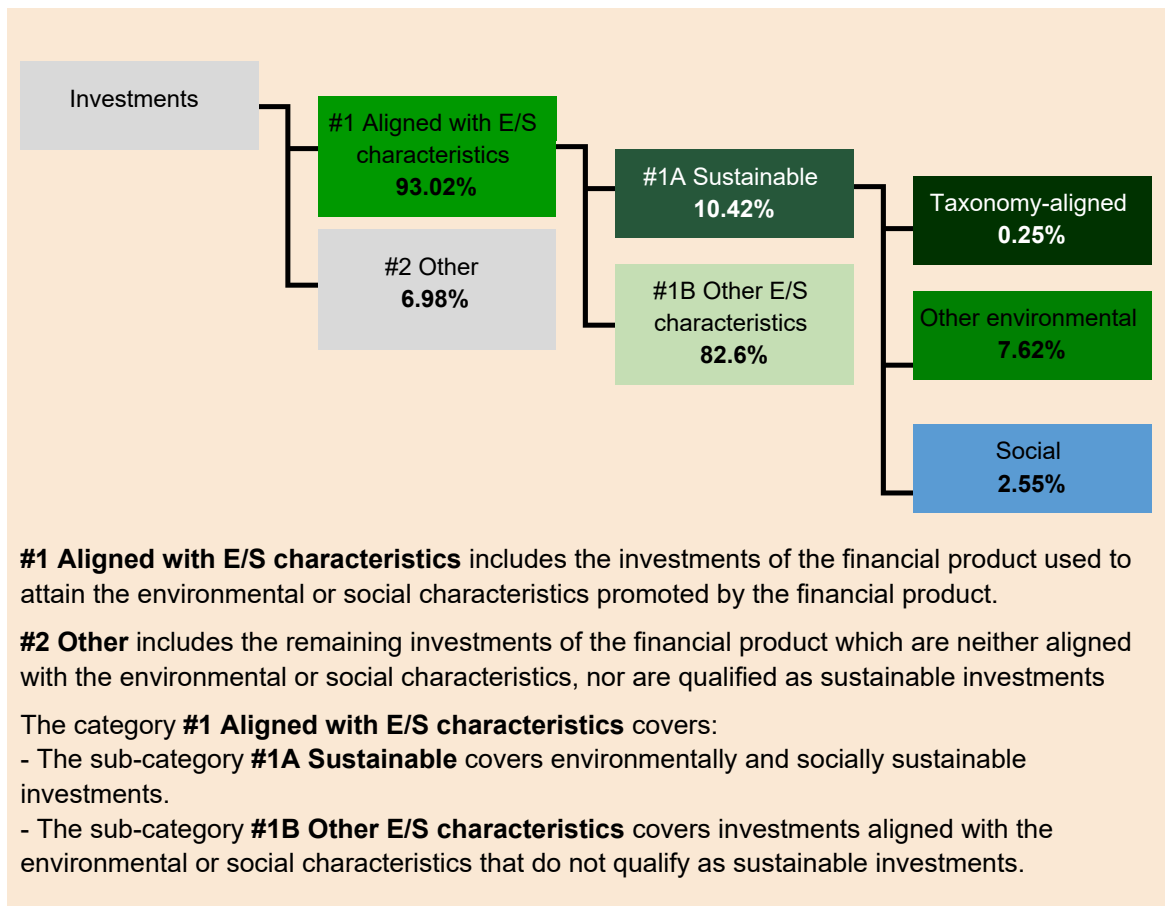 Investments
#1 Aligned with E/S
characteristics
93.02%
#2 Other
6.98%
#1A Sustainable
10.42%
#1B Other E/S
characteristics
82.6%
Taxonomy-aligned
0.25%
Other environmental
7.62%
Social
2.55%
#1 Aligned with E/S characteristics includes the investments of the financial product used to
attain the environmental or social characteristics promoted by the financial product.
#2 Other includes the remaining investments of the financial product which are neither aligned
with the environmental or social characteristics, nor are qualified as sustainable investments
The category #1 Aligned with E/S characteristics covers:
- The sub-category #1A Sustainable covers environmentally and socially sustainable
investments.
- The sub-category #1B Other E/S characteristics covers investments aligned with the
environmental or social characteristics that do not qualify as sustainable investments.